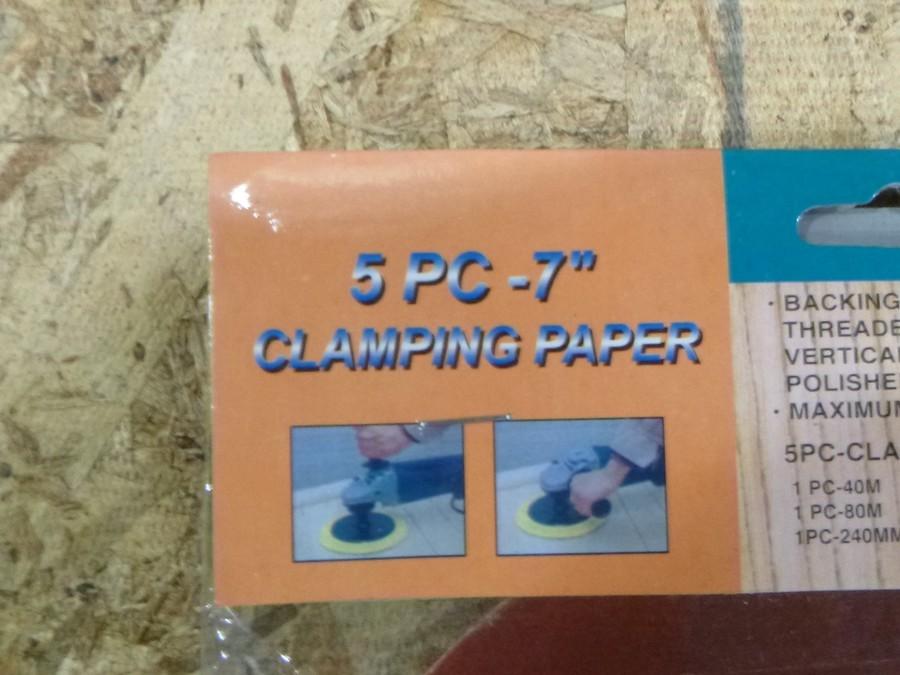 5 PC -7"
CLAMPING PAPER
· BACKING
THREADE
VERTICA
POLISHE
· MAXIMU
5PC-CLA
1 PC-40M
1 PC-80M
1PC-240MM